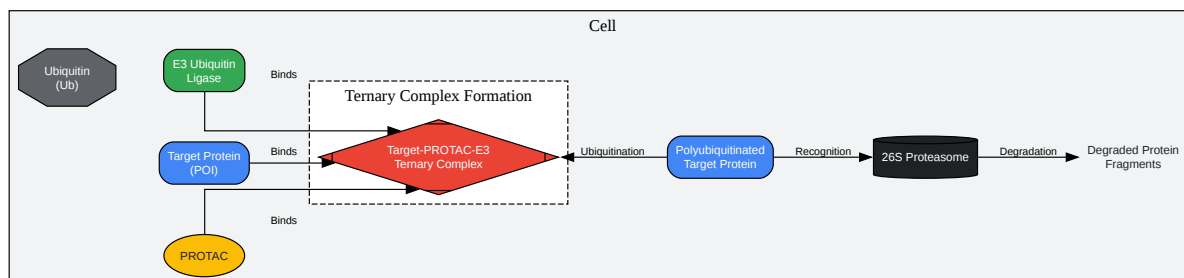 Cell
Ubiquitin
(Ub)
E3 Ubiquitin
Ligase
Binds
Ternary Complex Formation
Target Protein
(POI)
Binds
Target-PROTAC-E3
Ternary Complex
Ubiquitination
Polyubiquitinated
Target Protein
Recognition
26S Proteasome
Degradation
Degraded Protein
Fragments
Binds
PROTAC